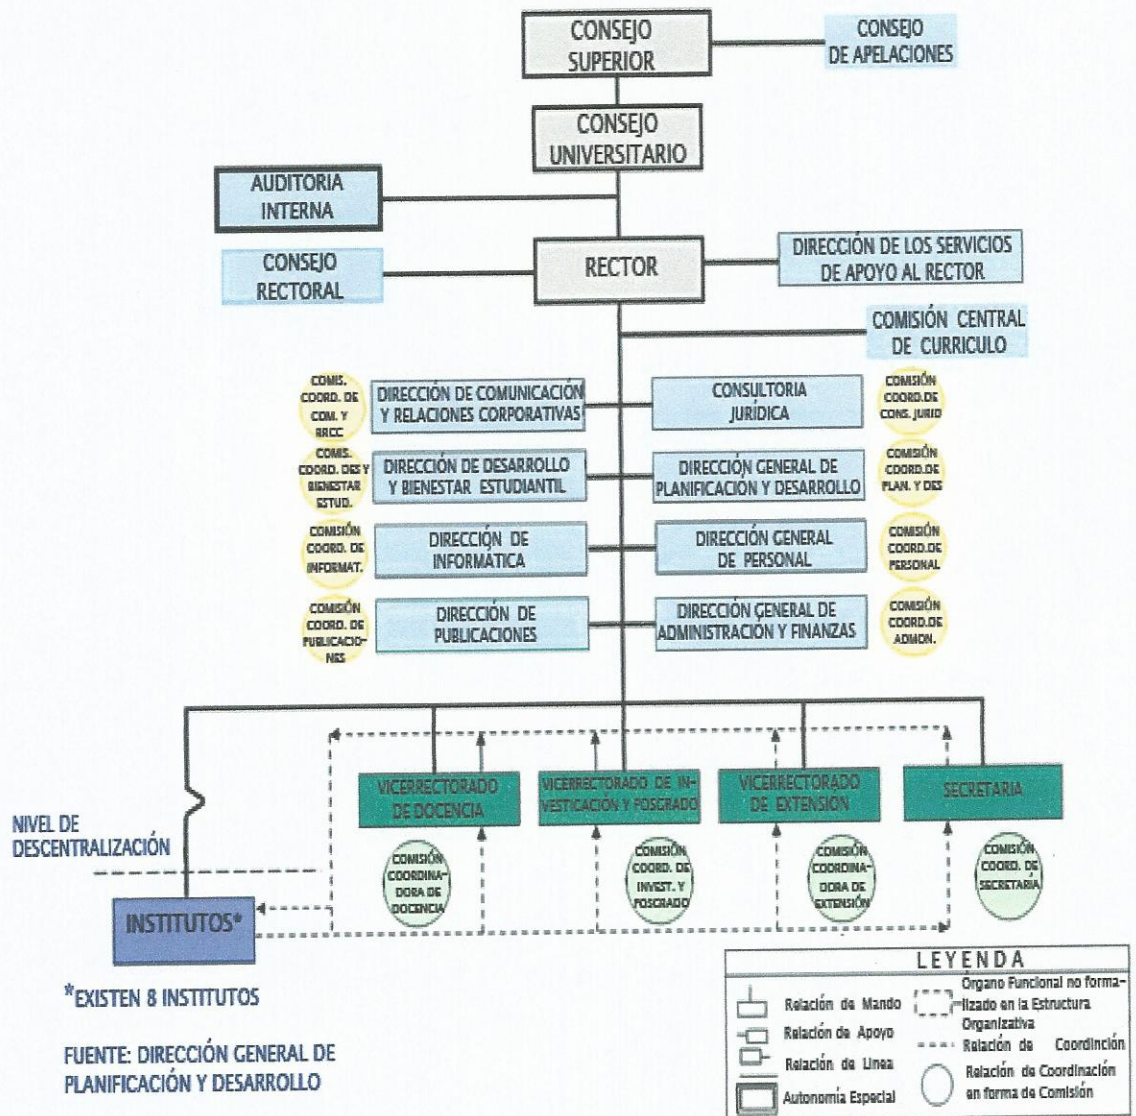 CONSEJO
SUPERIOR
CONSEJO
DE APELACIONES
CONSEJO
UNIVERSITARIO
AUDITORIA
INTERNA
CONSEJO
RECTORAL
RECTOR
DIRECCIÓN DE LOS SERVICIOS
DE APOYO AL RECTOR
COMISIÓN CENTRAL
DE CURRICULO
COMIS.
COORD. DE
COM. Y
RRCC
DIRECCIÓN DE COMUNICACIÓN
Y RELACIONES CORPORATIVAS
CONSULTORIA
JURÍDICA
COMISIÓN
COORD.DE
CONS. JURID
COMIS.
COORD. DES Y
BIENESTAR
ESTUD.
DIRECCIÓN DE DESARROLLO
Y BIENESTAR ESTUDIANTIL
DIRECCIÓN GENERAL DE
PLANIFICACIÓN Y DESARROLLO
COMISIÓN
COORD.DE
PLAN. Y DES
COMISIÓN
COORD. DE
INFORMAT.
DIRECCIÓN DE
INFORMÁTICA
DIRECCIÓN GENERAL
DE PERSONAL
COMISIÓN
COORD.DE
PERSONAL
COMISIÓN
COORD. DE
PUBLICACIO-
NES
DIRECCIÓN DE
PUBLICACIONES
DIRECCIÓN GENERAL DE
ADMINISTRACIÓN Y FINANZAS
COMISIÓN
COORD.DE
ADMON.
VICERRECTORADO
DE DOCENCIA
VICERRECTORADO DE IN-
VESTICACIÓN Y POSGRADO
VICERRECTORADO
DE EXTENSIÓN
SECRETARIA
NIVEL DE
DESCENTRALIZACIÓN
COMISIÓN
COORDINA-
DORA DE
DOCENCIA
COMISIÓN
COORD. DE
INVEST. Y
POSGRADO
COMISIÓN
COORDINA-
DORA DE
EXTENSIÓN
COMISIÓN
COORD. DE
SECRETARÍA
INSTITUTOS*
*EXISTEN 8 INSTITUTOS
FUENTE: DIRECCIÓN GENERAL DE
PLANIFICACIÓN Y DESARROLLO
LEYENDA
Relación de Mando
Relación de Apoyo
Relación de Linea
Autonomía Especial
Órgano Funcional no forma-
lizado en la Estructura
Organizativa
Relación de Coordinción
Relación de Coordinación
en forma de Comisión